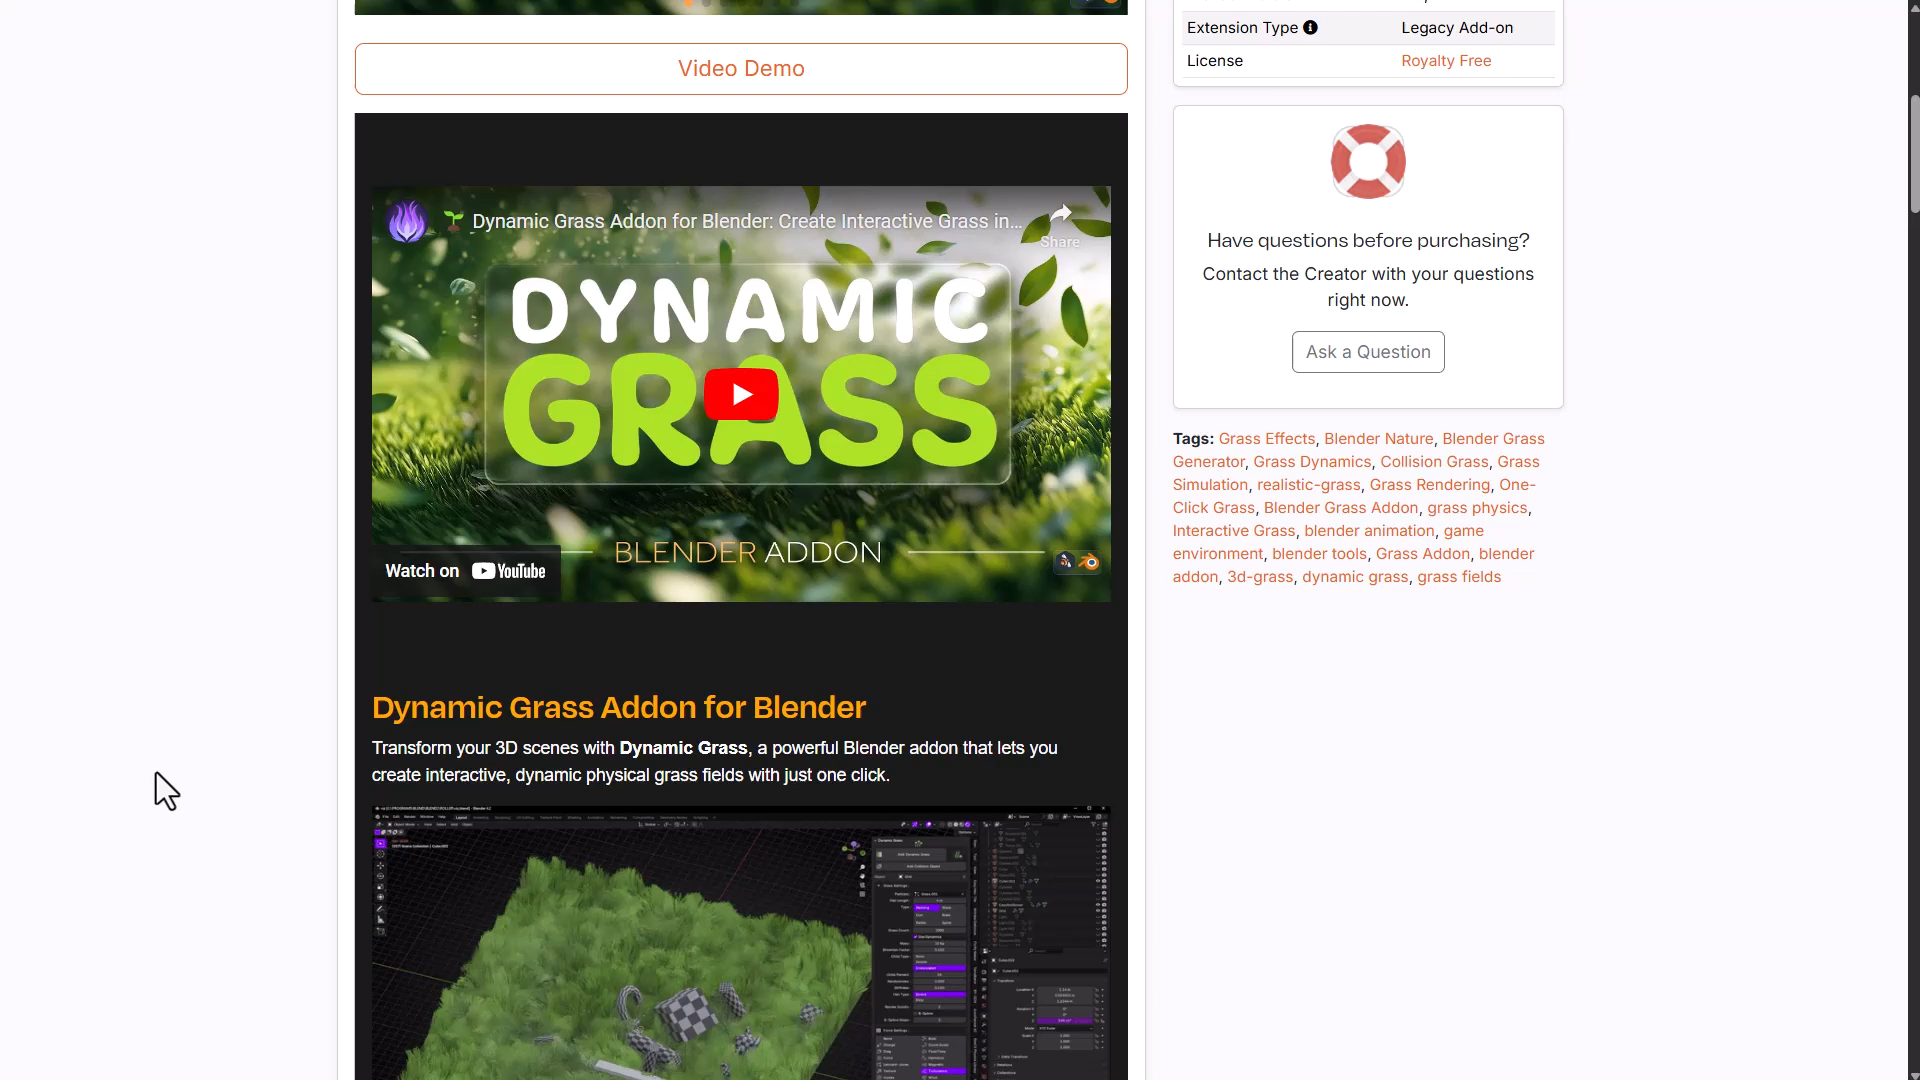 Extension Type
Legacy Add-on
License
Royalty Free
Video Demo
Dynamic Grass Addon for Blender: Create Interactive Grass in...
Share
DYNAMIC
GRASS
BLENDER ADDON
Watch on YouTube
Dynamic Grass Addon for Blender
Transform your 3D scenes with Dynamic Grass, a powerful Blender addon that lets you
create interactive, dynamic physical grass fields with just one click.
Have questions before purchasing?
Contact the Creator with your questions
right now.
Ask a Question
Tags: Grass Effects, Blender Nature, Blender Grass
Generator, Grass Dynamics, Collision Grass, Grass
Simulation, realistic-grass, Grass Rendering, One-
Click Grass, Blender Grass Addon, grass physics,
Interactive Grass, blender animation, game
environment, blender tools, Grass Addon, blender
addon, 3d-grass, dynamic grass, grass fields